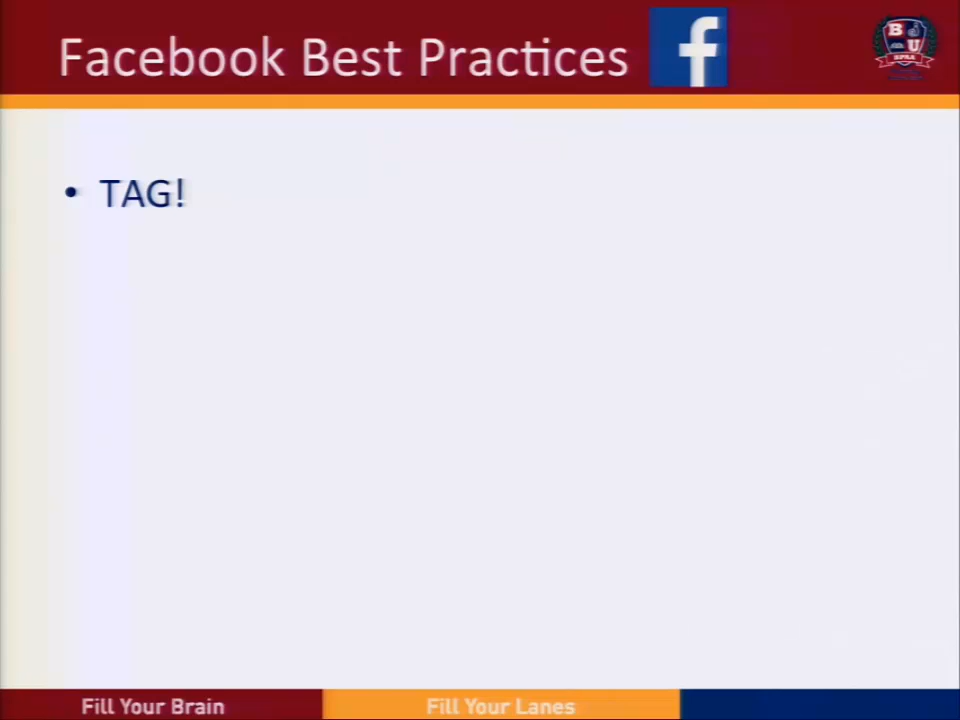 Facebook Best Practices
f
B U
• TAG!
Fill Your Brain
Fill Your Lanes